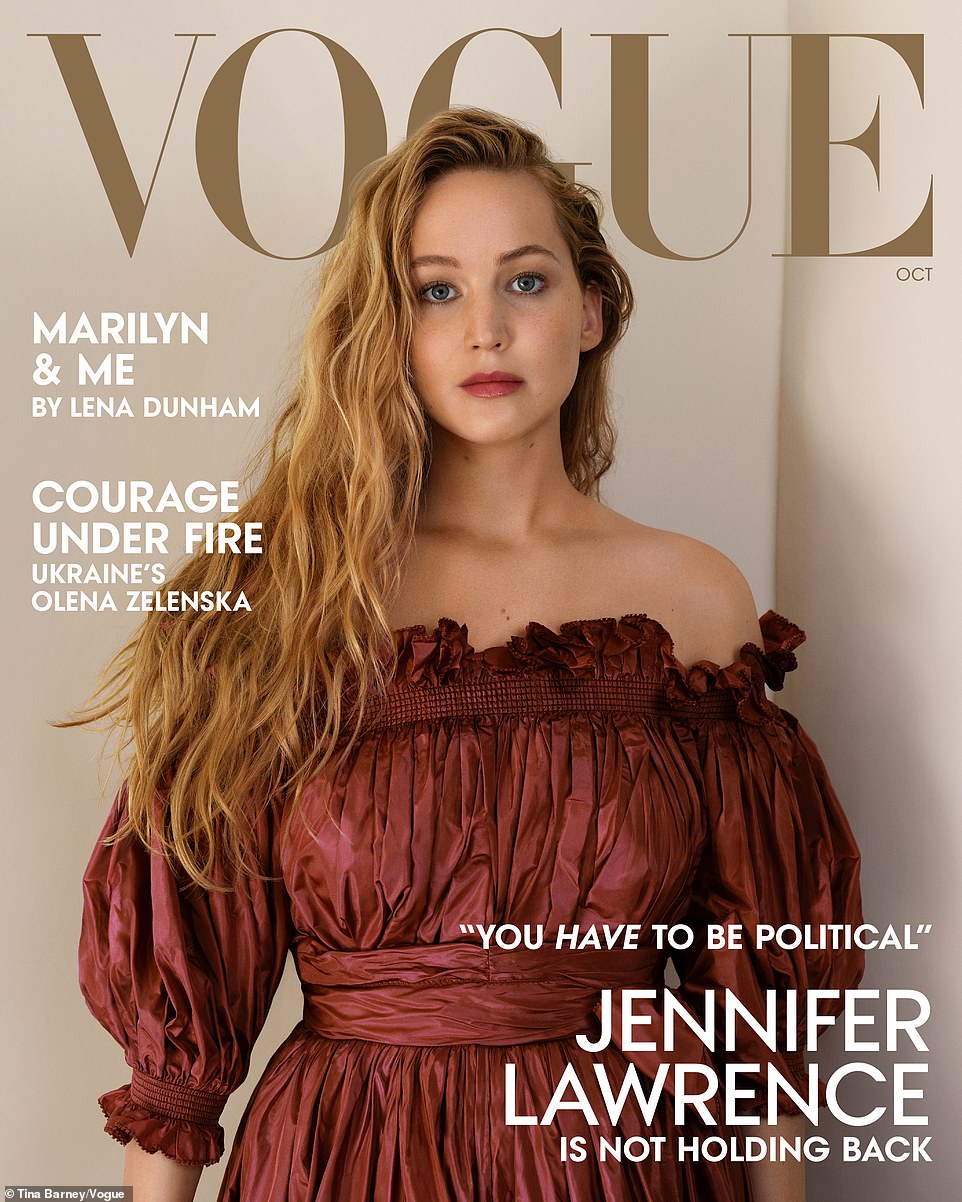 VOGUE
OCT
MARILYN
& ME
BY LENA DUNHAM
COURAGE
UNDER FIRE
UKRAINE'S
OLENA ZELENSKA
“YOU HAVE TO BE POLITICAL”
JENNIFER
LAWRENCE
IS NOT HOLDING BACK
© Tina Barney/Vogue